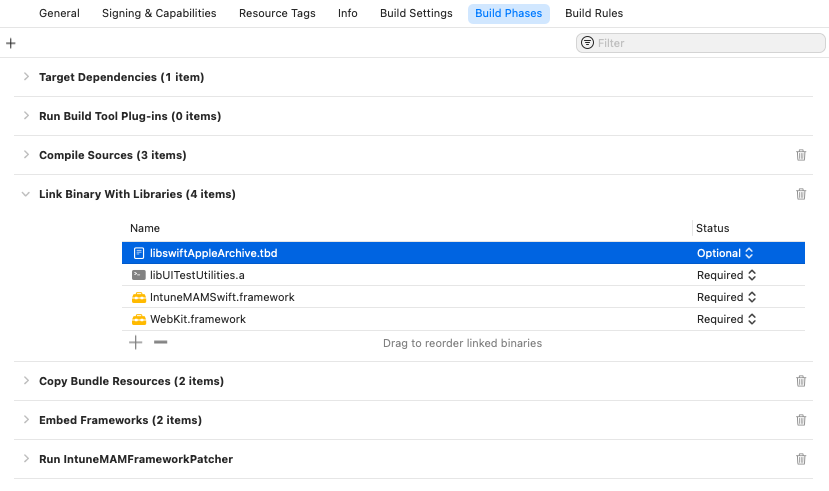 General Signing & Capabilities Resource Tags Info Build Settings Build Phases Build Rules
Filter
Target Dependencies (1 item)
Run Build Tool Plug-ins (0 items)
Compile Sources (3 items)
Link Binary With Libraries (4 items)
Name Status
libswiftAppleArchive.tbd Optional
libUITestUtilities.a Required
IntuneMAMSwift.framework Required
WebKit.framework Required
Drag to reorder linked binaries
Copy Bundle Resources (2 items)
Embed Frameworks (2 items)
Run IntuneMAMFrameworkPatcher